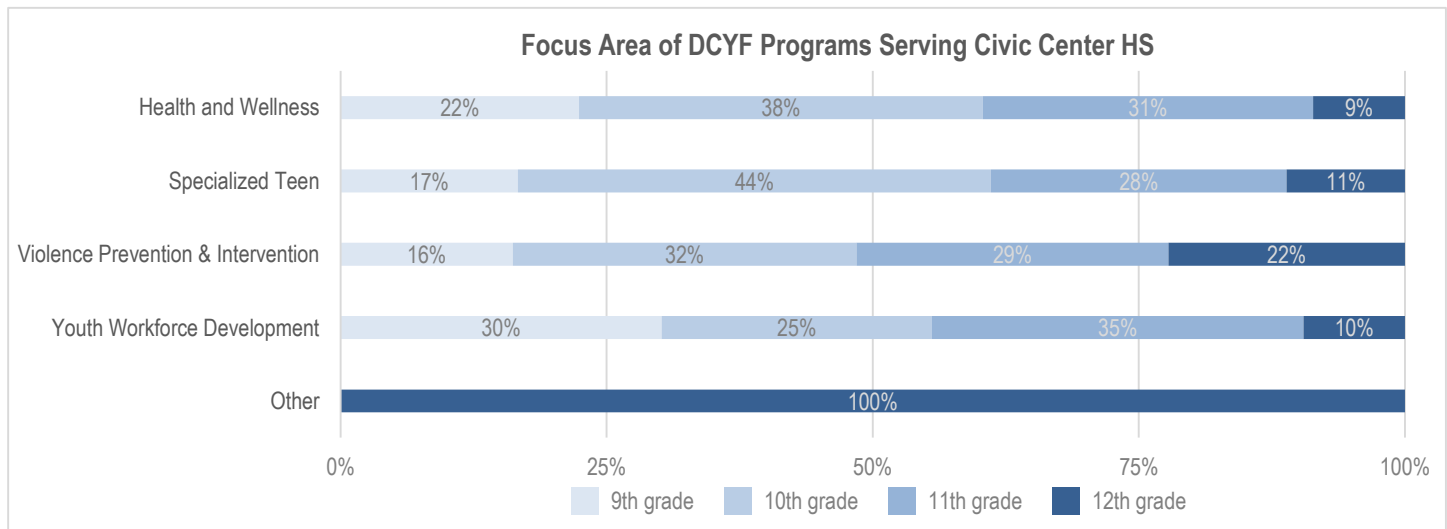 Focus Area of DCYF Programs Serving Civic Center HS
Health and Wellness 22% 38% 31% 9%
Specialized Teen 17% 44% 28% 11%
Violence Prevention & Intervention 16% 32% 29% 22%
Youth Workforce Development 30% 25% 35% 10%
Other 100%
0% 25% 50% 75% 100%
9th grade 10th grade 11th grade 12th grade